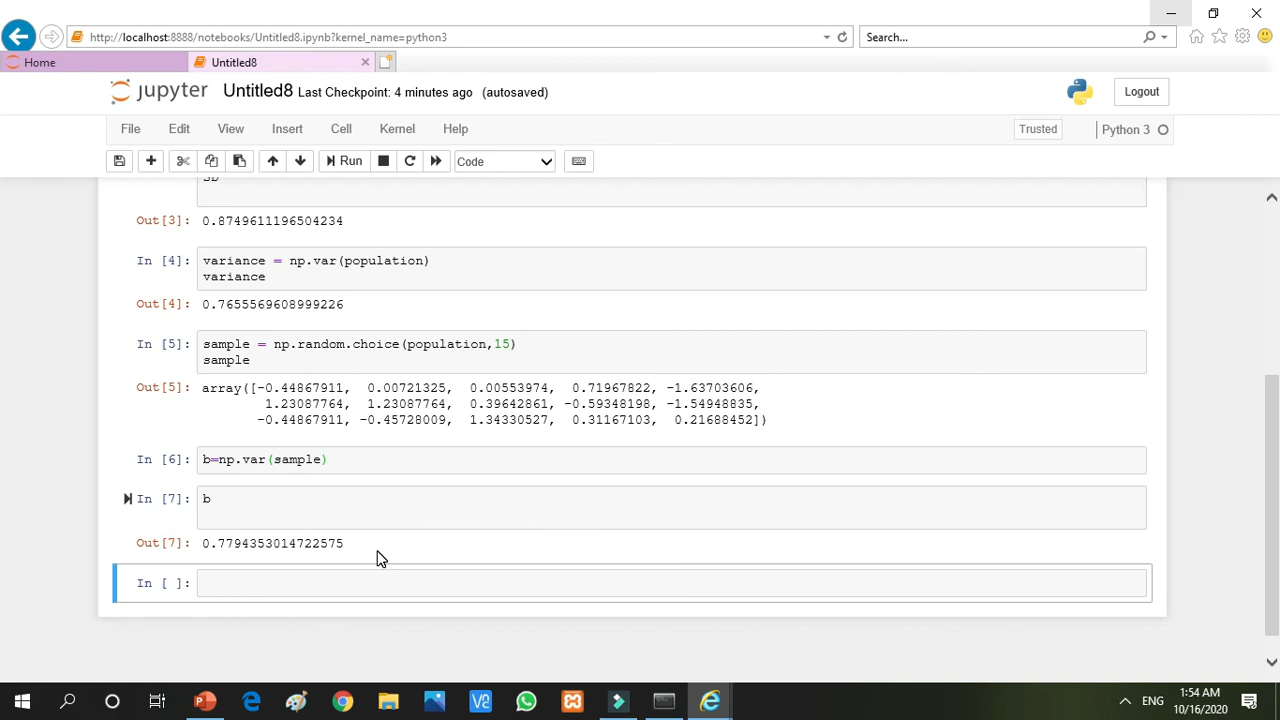 http://localhost:8888/notebooks/Untitled8.ipynb?kernel_name=python3
Search...
Home
Untitled8
jupyter Untitled8 Last Checkpoint: 4 minutes ago (autosaved)
Logout
File Edit View Insert Cell Kernel Help
Trusted
Python 3
Run
Code
SD
Out[3]: 0.8749611196504234
In [4]: variance = np.var(population)
variance
Out[4]: 0.7655569608999226
In [5]: sample = np.random.choice(population,15)
sample
Out[5]: array([-0.44867911, 0.00721325, 0.00553974, 0.71967822, -1.63703606,
1.23087764, 1.23087764, 0.39642861, -0.59348198, -1.54948835,
-0.44867911, -0.45728009, 1.34330527, 0.31167103, 0.21688452])
In [6]: b=np.var(sample)
In [7]: b
Out[7]: 0.7794353014722575
In [ ]:
ENG
1:54 AM
10/16/2020